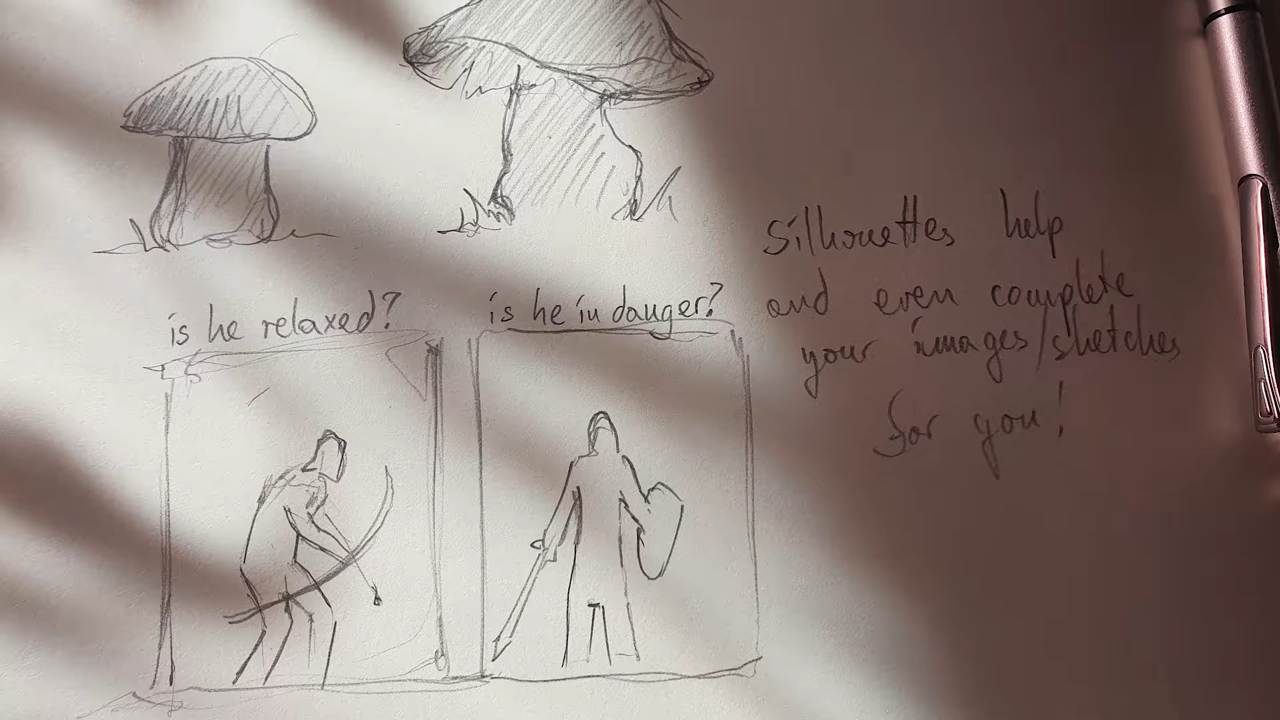 is he relaxed?
is he in danger?
Silhouettes help
and even complete
your images/sketches
for you!